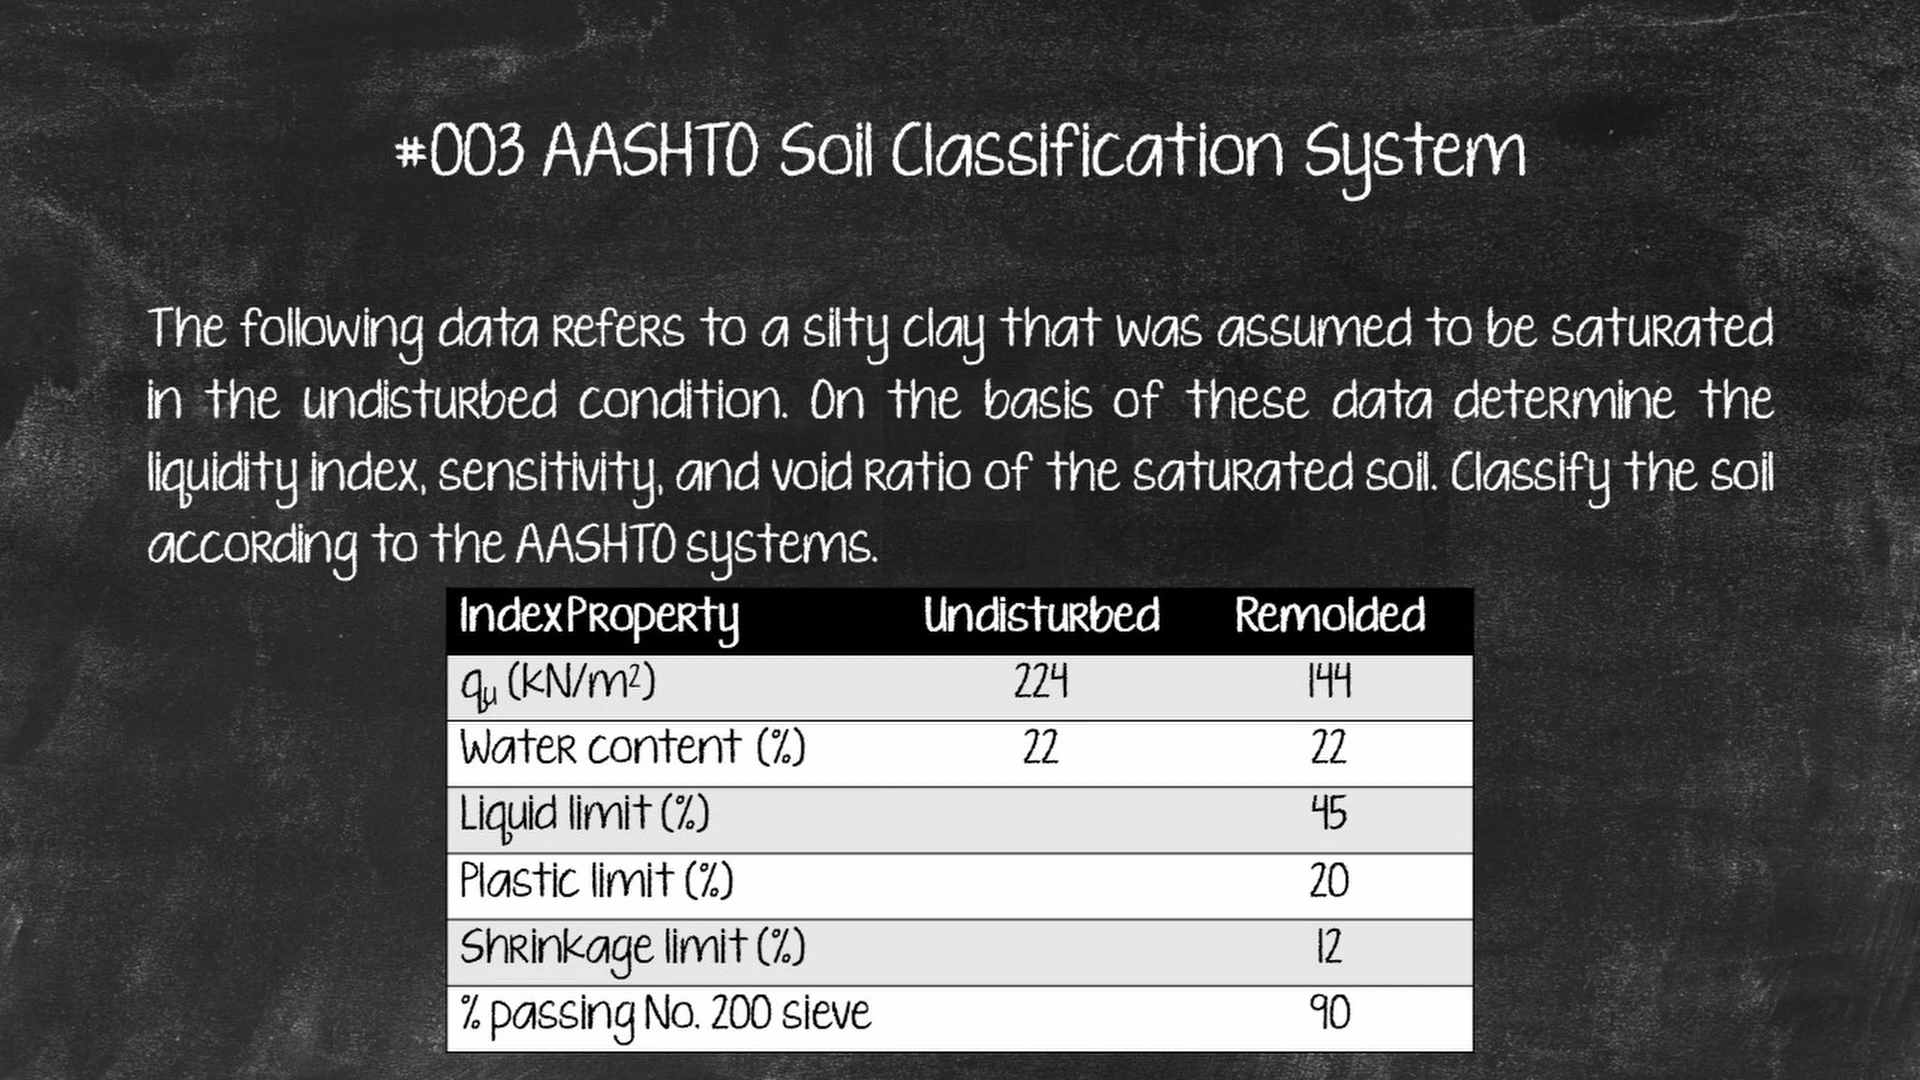 #003 AASHTO Soil Classification System
The following data refers to a silty clay that was assumed to be saturated
in the undisturbed condition. On the basis of these data determine the
liquidity index, sensitivity, and void ratio of the saturated soil. Classify the soil
according to the AASHTO systems.
Index Property Undisturbed Remolded
qu (kN/m²) 224 144
Water content (%) 22 22
Liquid limit (%) 45
Plastic limit (%) 20
Shrinkage limit (%) 12
% passing No. 200 sieve 90